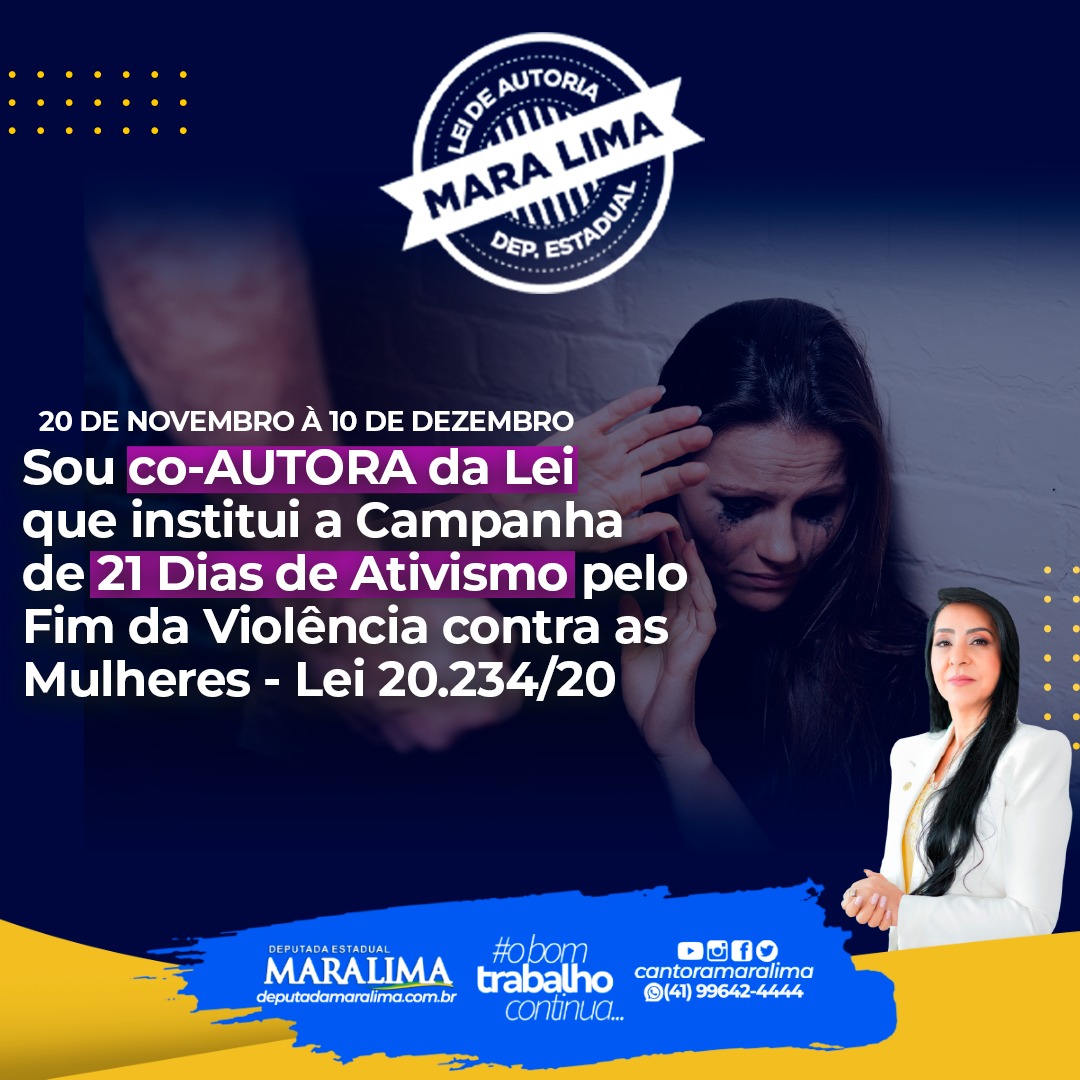 LEI DE AUTORIA
MARA LIMA
DEP. ESTADUAL
20 DE NOVEMBRO À 10 DE DEZEMBRO
Sou co-AUTORA da Lei
que institui a Campanha
de 21 Dias de Ativismo pelo
Fim da Violência contra as
Mulheres - Lei 20.234/20
DEPUTADA ESTADUAL
MARALIMA
deputadamaralima.com.br
#o bom
trabalho
continua...
cantoramaralima
(41) 99642-4444